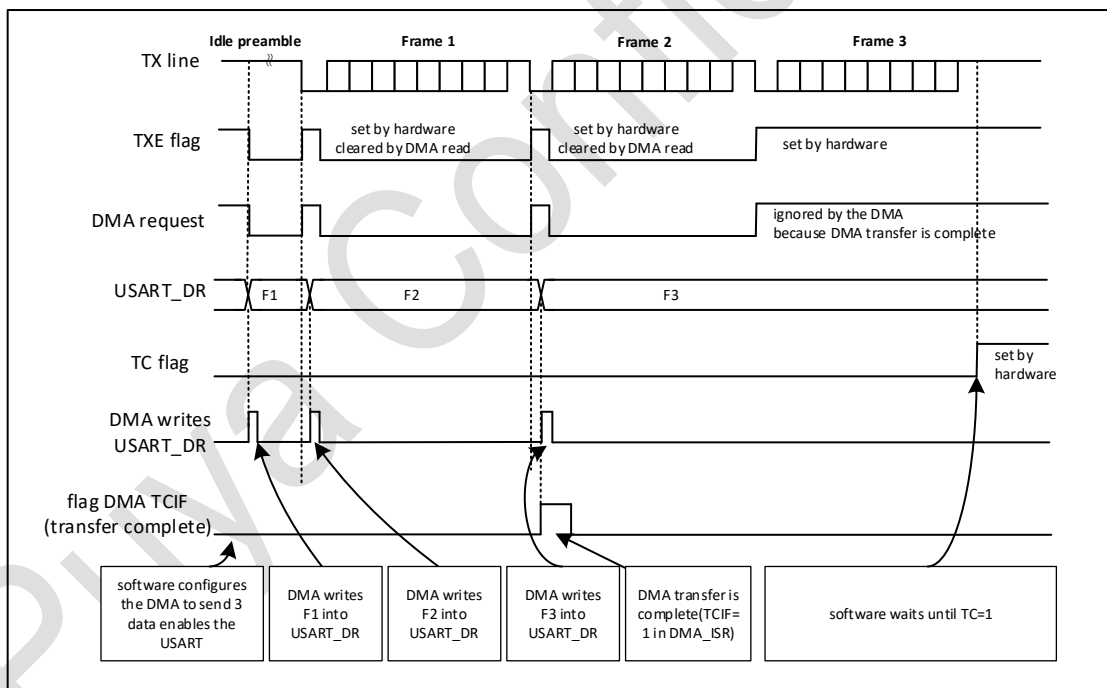 Idle preamble Frame 1 Frame 2 Frame 3
TX line
TXE flag
set by hardware
cleared by DMA read
set by hardware
cleared by DMA read
set by hardware
DMA request
ignored by the DMA
because DMA transfer is complete
USART_DR
F1 F2 F3
TC flag
set by
hardware
DMA writes
USART_DR
flag DMA TCIF
(transfer complete)
software configures
the DMA to send 3
data enables the
USART
DMA writes
F1 into
USART_DR
DMA writes
F2 into
USART_DR
DMA writes
F3 into
USART_DR
DMA transfer is
complete(TCIF=
1 in DMA_ISR)
software waits until TC=1
Puya Confi